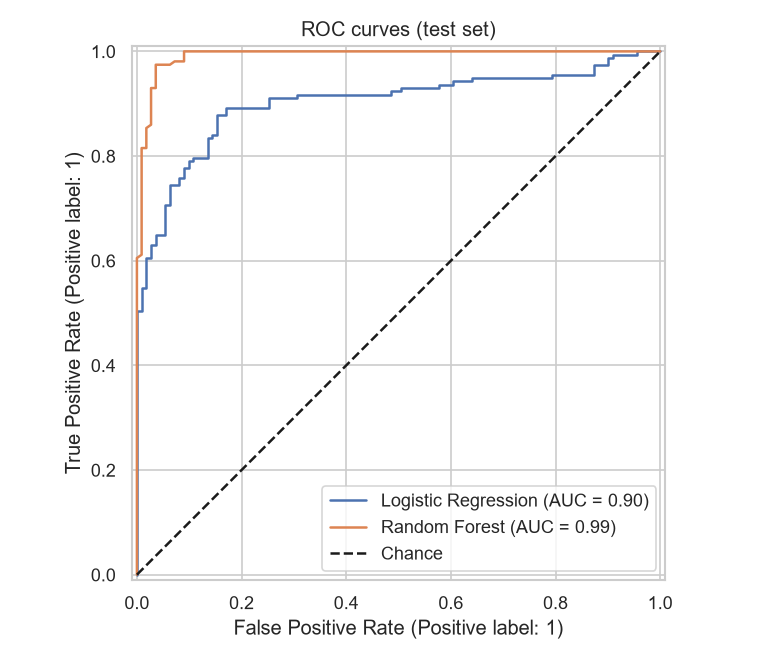 ROC curves (test set)
True Positive Rate (Positive label: 1)
1.0
0.8
0.6
0.4
0.2
0.0
Logistic Regression (AUC = 0.90)
Random Forest (AUC = 0.99)
Chance
0.0 0.2 0.4 0.6 0.8 1.0
False Positive Rate (Positive label: 1)